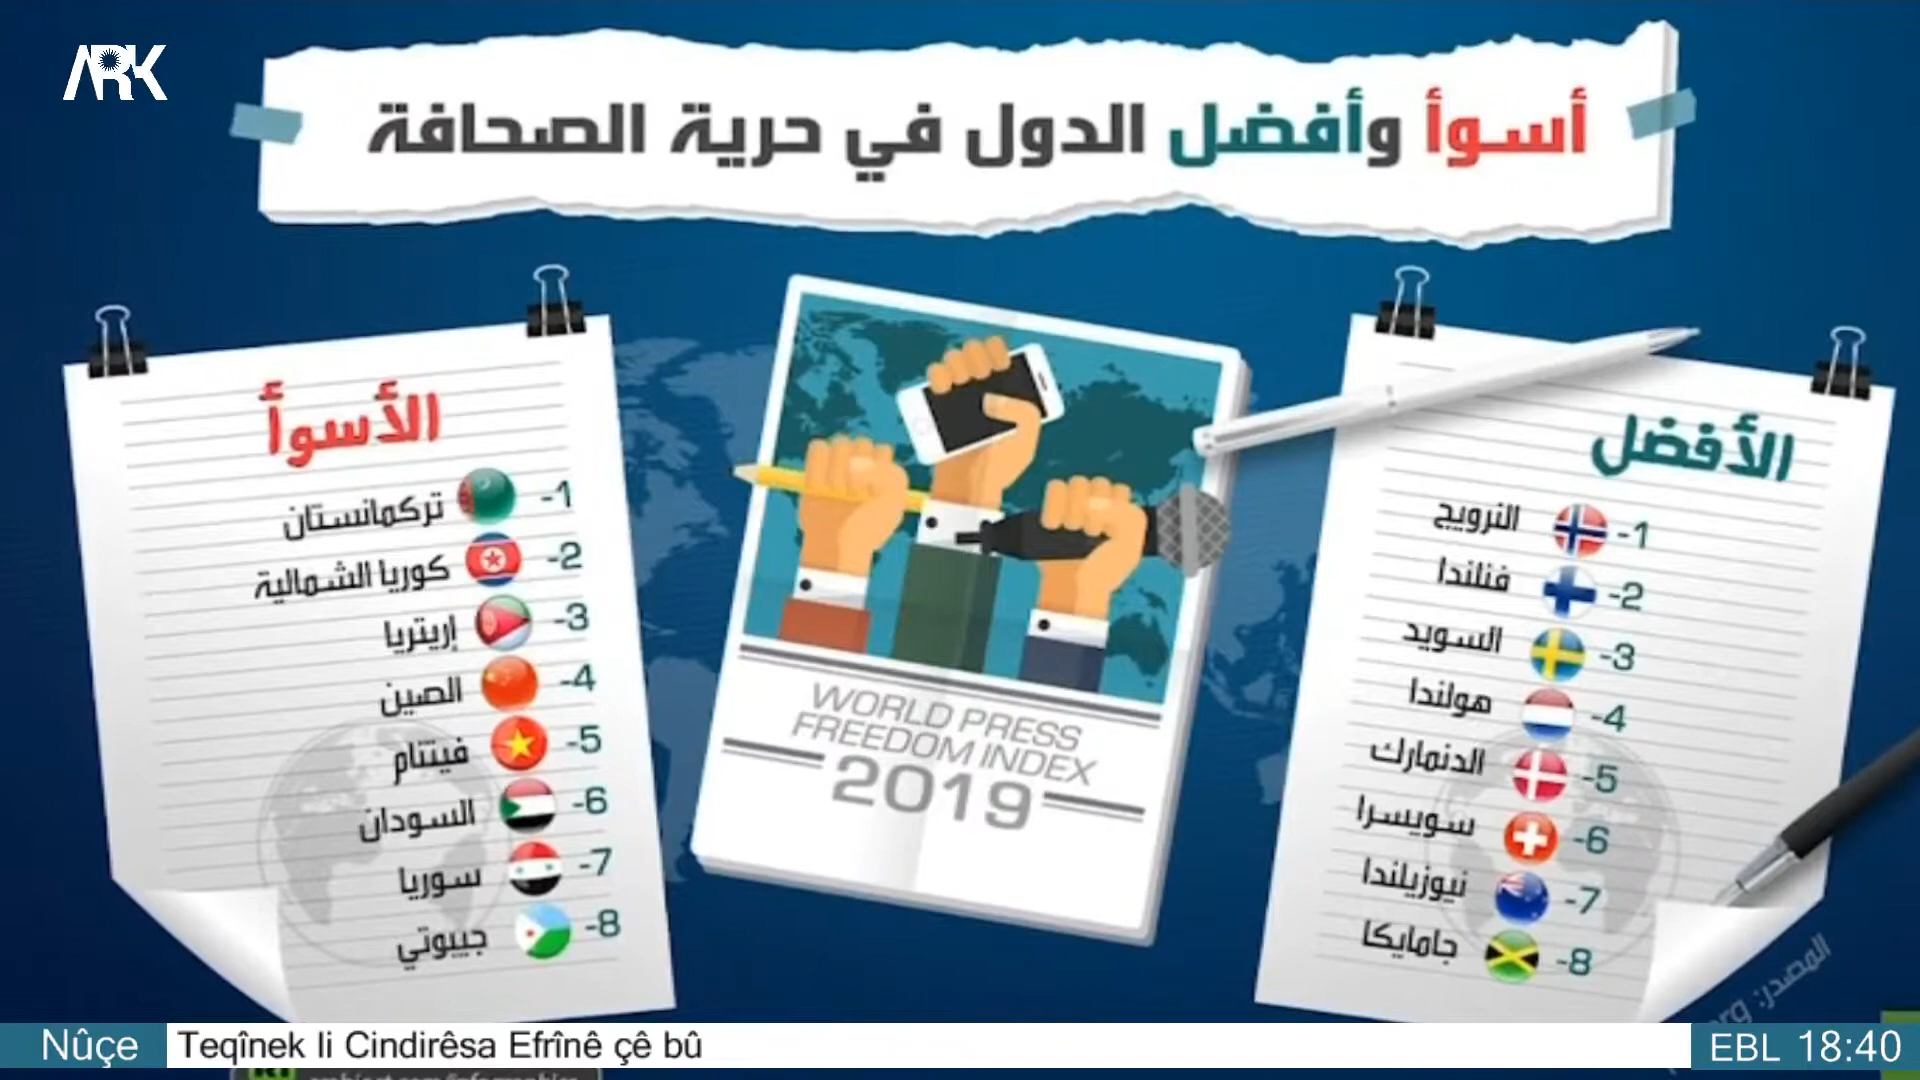 ARK
أسوأ وأفضل الدول في حرية الصحافة
الأفضل
1- النرويج
2- فنلندا
3- السويد
4- هولندا
5- الدنمارك
6- سويسرا
7- نيوزيلندا
8- جامايكا
WORLD PRESS
FREEDOM INDEX
2019
الأسوأ
1- تركمانستان
2- كوريا الشمالية
3- إريتريا
4- الصين
5- فيتنام
6- السودان
7- سوريا
8- جيبوتي
المصدر:
Nûçe
Teqînek li Cindirêsa Efrînê çê bû
EBL 18:40